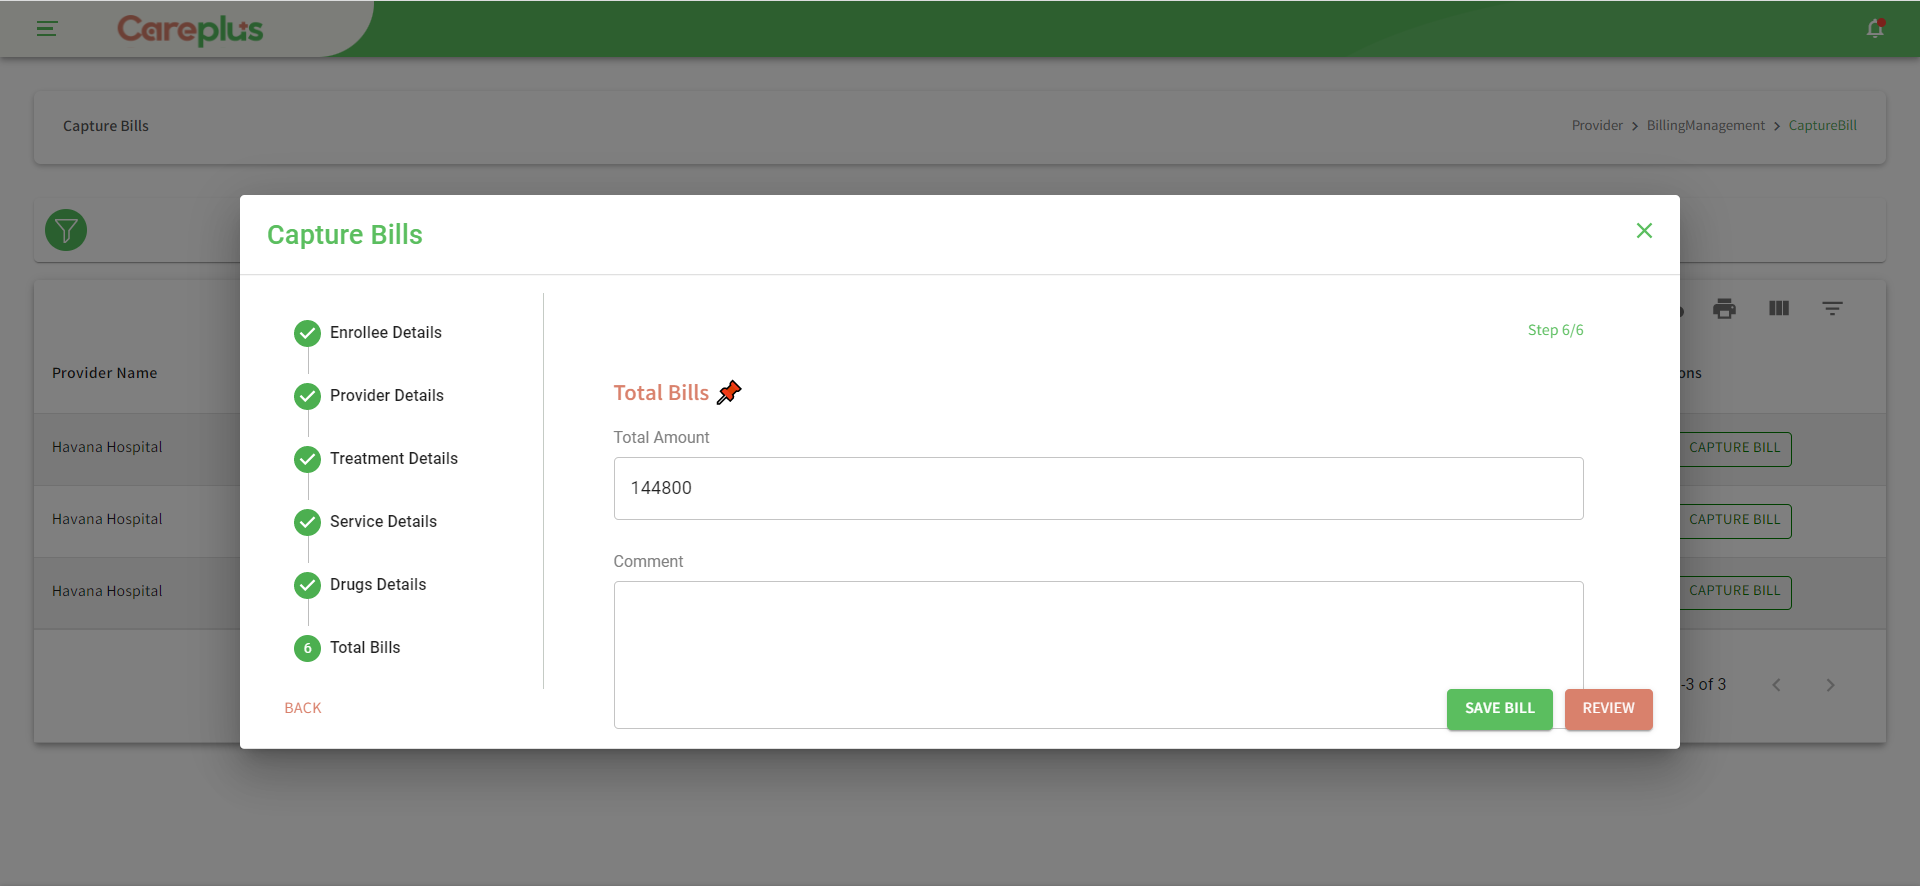 Careplus
Capture Bills
Provider > BillingManagement > CaptureBill
Capture Bills
Enrollee Details
Provider Details
Treatment Details
Service Details
Drugs Details
6 Total Bills
BACK
Step 6/6
Total Bills
Total Amount
144800
Comment
SAVE BILL
REVIEW
Provider Name
ons
Havana Hospital
CAPTURE BILL
Havana Hospital
CAPTURE BILL
Havana Hospital
CAPTURE BILL
-3 of 3